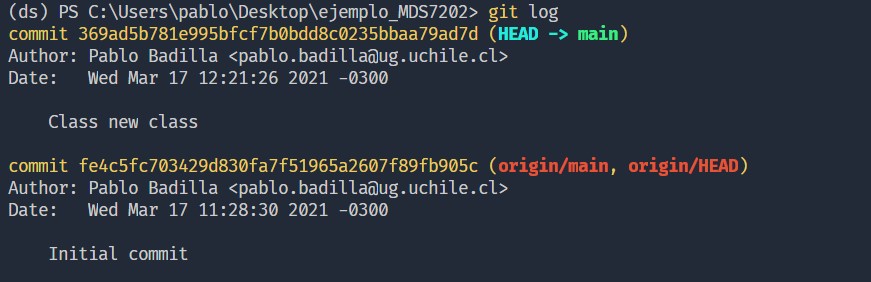 (ds) PS C:\Users\pablo\Desktop\ejemplo_MDS7202> git log
commit 369ad5b781e995bfcf7b0bdd8c0235bbaa79ad7d (HEAD -> main)
Author: Pablo Badilla <pablo.badilla@ug.uchile.cl>
Date:   Wed Mar 17 12:21:26 2021 -0300
    Class new class
commit fe4c5fc703429d830fa7f51965a2607f89fb905c (origin/main, origin/HEAD)
Author: Pablo Badilla <pablo.badilla@ug.uchile.cl>
Date:   Wed Mar 17 11:28:30 2021 -0300
    Initial commit